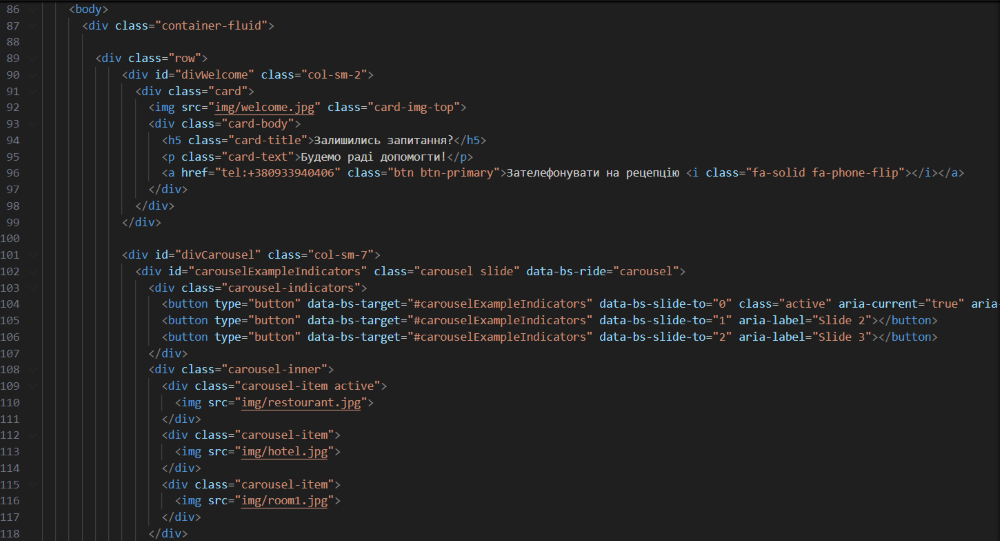 86 <body>
87 <div class="container-fluid">
88
89 <div class="row">
90 <div id="divWelcome" class="col-sm-2">
91 <div class="card">
92 <img src="img/welcome.jpg" class="card-img-top">
93 <div class="card-body">
94 <h5 class="card-title">Залишились запитання?</h5>
95 <p class="card-text">Будемо раді допомогти!</p>
96 <a href="tel:+380933940406" class="btn btn-primary">Зателефонувати на рецепцію <i class="fa-solid fa-phone-flip"></i></a>
97 </div>
98 </div>
99 </div>
100
101 <div id="divCarousel" class="col-sm-7">
102 <div id="carouselExampleIndicators" class="carousel slide" data-bs-ride="carousel">
103 <div class="carousel-indicators">
104 <button type="button" data-bs-target="#carouselExampleIndicators" data-bs-slide-to="0" class="active" aria-current="true" aria-
105 <button type="button" data-bs-target="#carouselExampleIndicators" data-bs-slide-to="1" aria-label="Slide 2"></button>
106 <button type="button" data-bs-target="#carouselExampleIndicators" data-bs-slide-to="2" aria-label="Slide 3"></button>
107 </div>
108 <div class="carousel-inner">
109 <div class="carousel-item active">
110 <img src="img/restourant.jpg">
111 </div>
112 <div class="carousel-item">
113 <img src="img/hotel.jpg">
114 </div>
115 <div class="carousel-item">
116 <img src="img/room1.jpg">
117 </div>
118 </div>